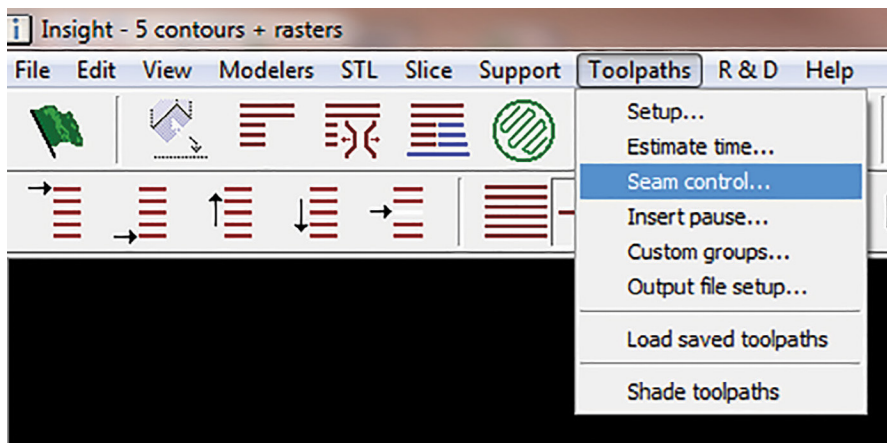 i Insight - 5 contours + rasters
File Edit View Modelers STL Slice Support Toolpaths R & D Help
Setup...
Estimate time...
Seam control...
Insert pause...
Custom groups...
Output file setup...
Load saved toolpaths
Shade toolpaths